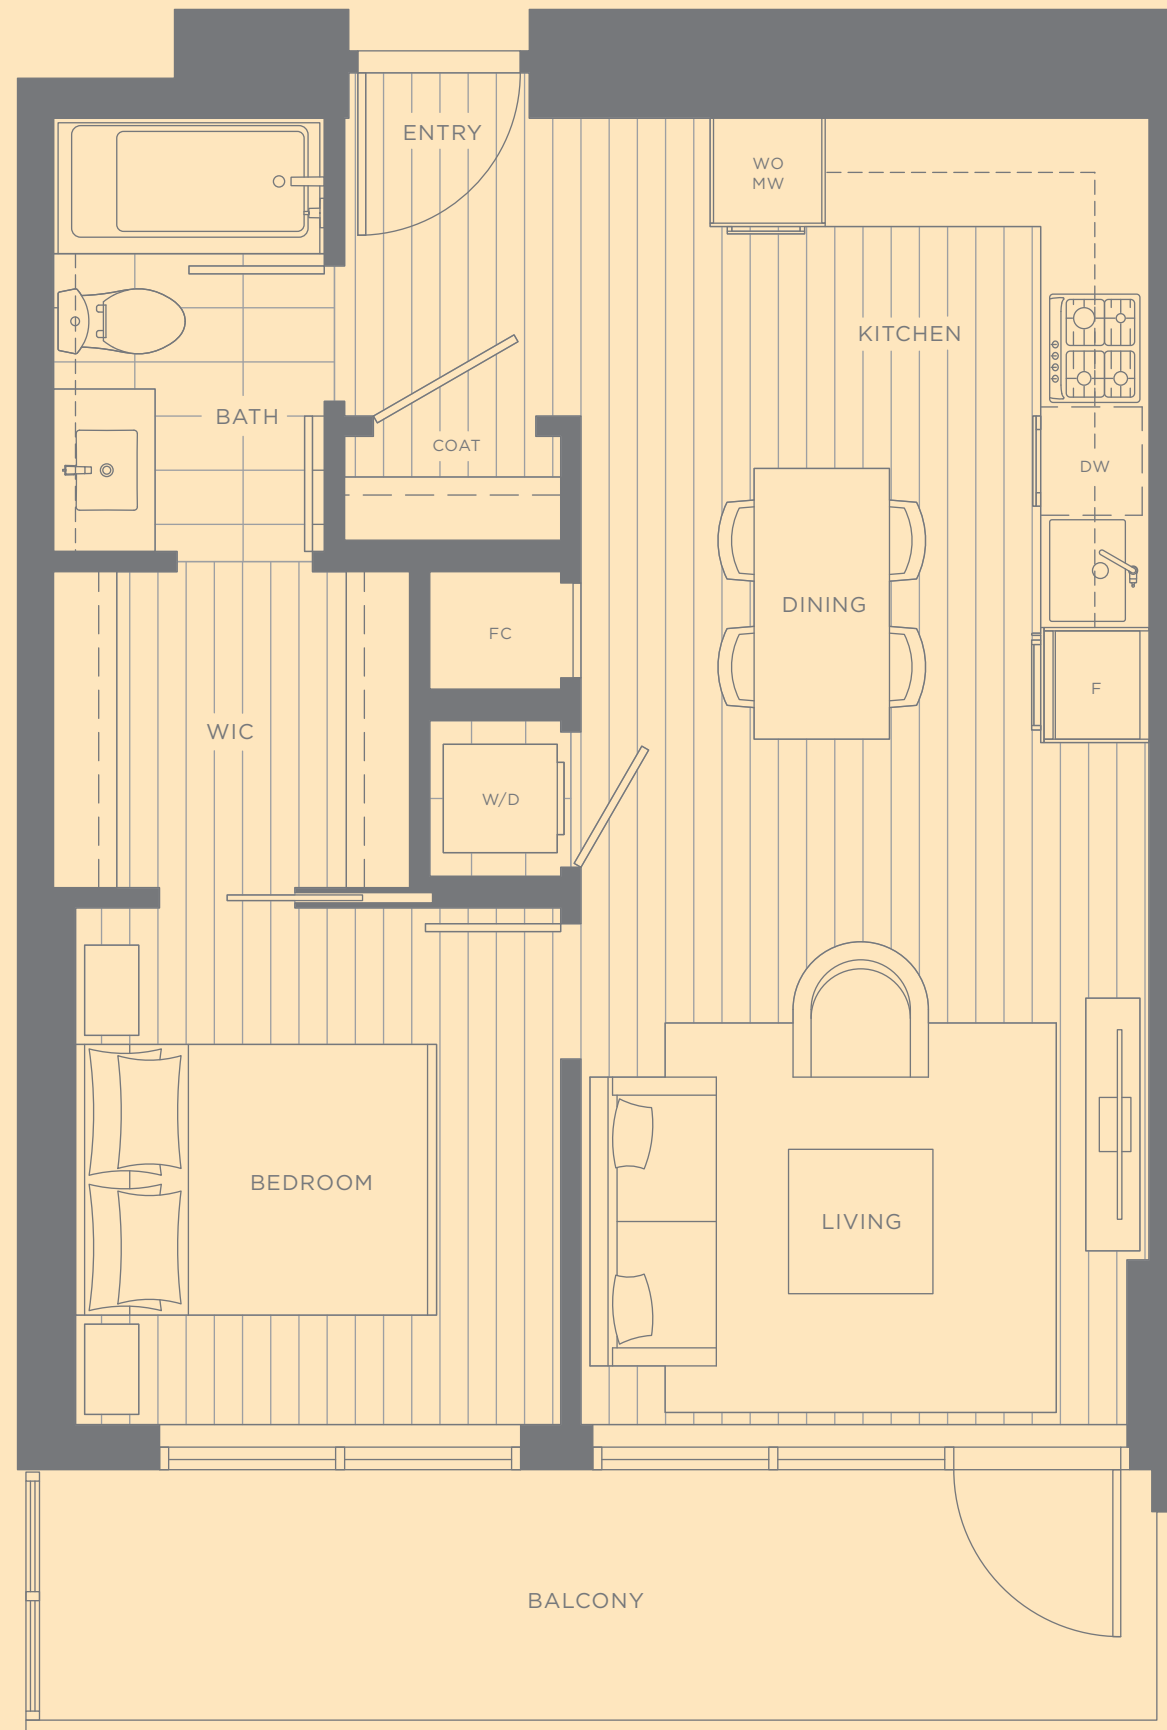 ENTRY
WO
MW
KITCHEN
BATH
COAT
DW
DINING
FC
F
WIC
W/D
BEDROOM
LIVING
BALCONY